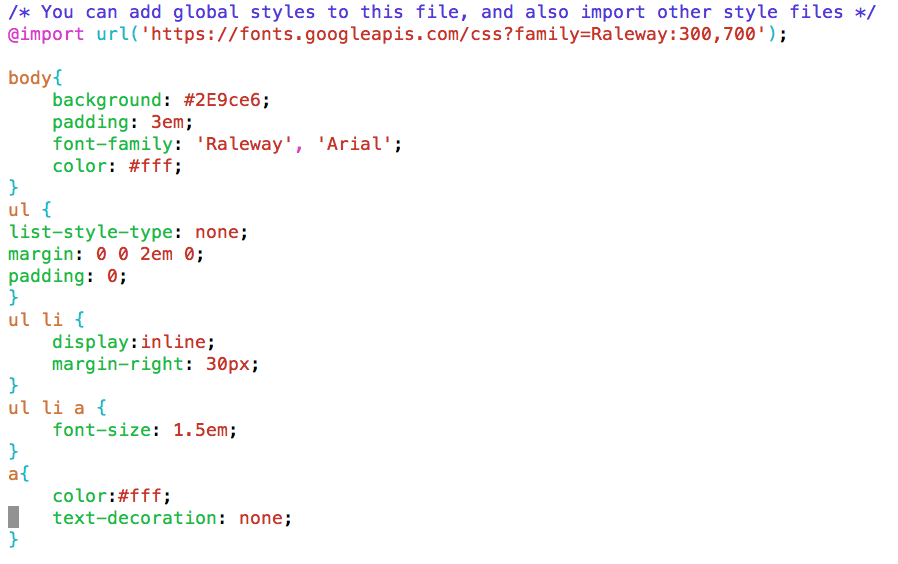 /* You can add global styles to this file, and also import other style files */
@import url('https://fonts.googleapis.com/css?family=Raleway:300,700');

body{
    background: #2E9ce6;
    padding: 3em;
    font-family: 'Raleway', 'Arial';
    color: #fff;
}
ul {
list-style-type: none;
margin: 0 0 2em 0;
padding: 0;
}
ul li {
    display:inline;
    margin-right: 30px;
}
ul li a {
    font-size: 1.5em;
}
a{
    color:#fff;
    text-decoration: none;
}